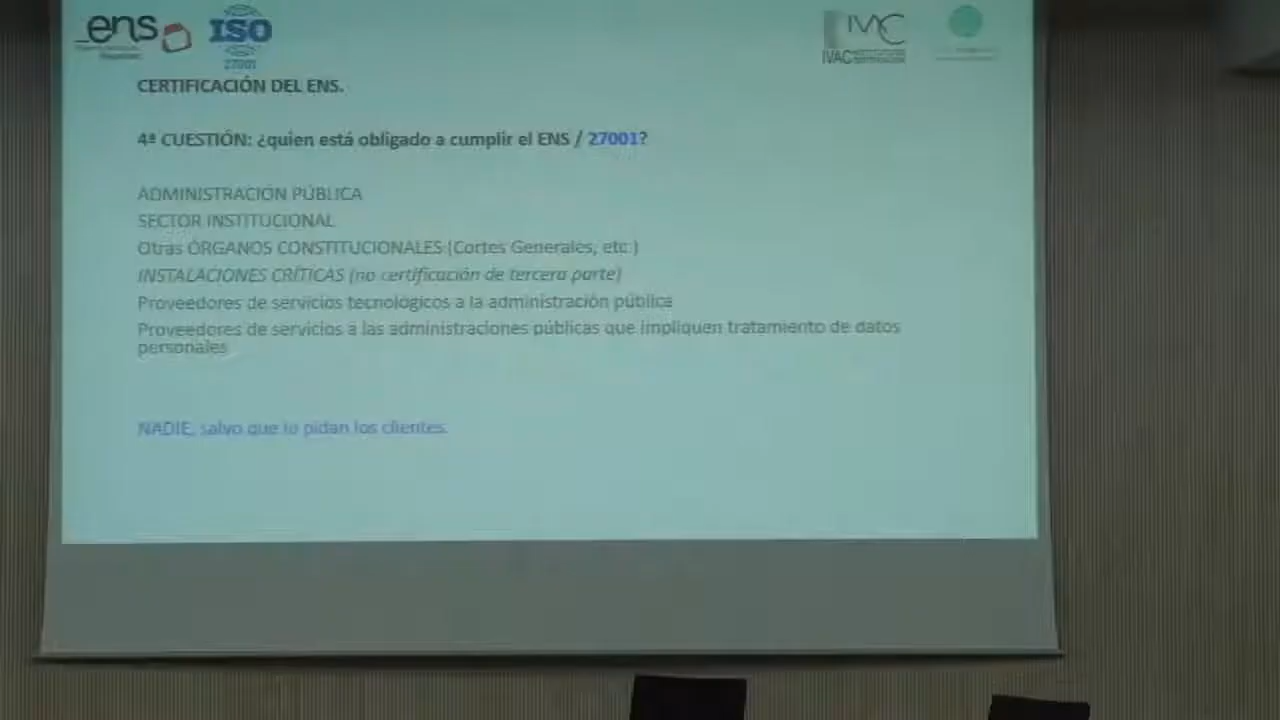 ens
ISO
27001
IVAC
CERTIFICACIÓN DEL ENS.
4ª CUESTIÓN: ¿quien está obligado a cumplir el ENS / 27001?
ADMINISTRACIÓN PÚBLICA
SECTOR INSTITUCIONAL
Otras ÓRGANOS CONSTITUCIONALES (Cortes Generales, etc.)
INSTALACIONES CRÍTICAS (no certificación de tercera parte)
Proveedores de servicios tecnológicos a la administración pública
Proveedores de servicios a las administraciones públicas que impliquen tratamiento de datos
personales
NADIE, salvo que lo pidan los clientes.